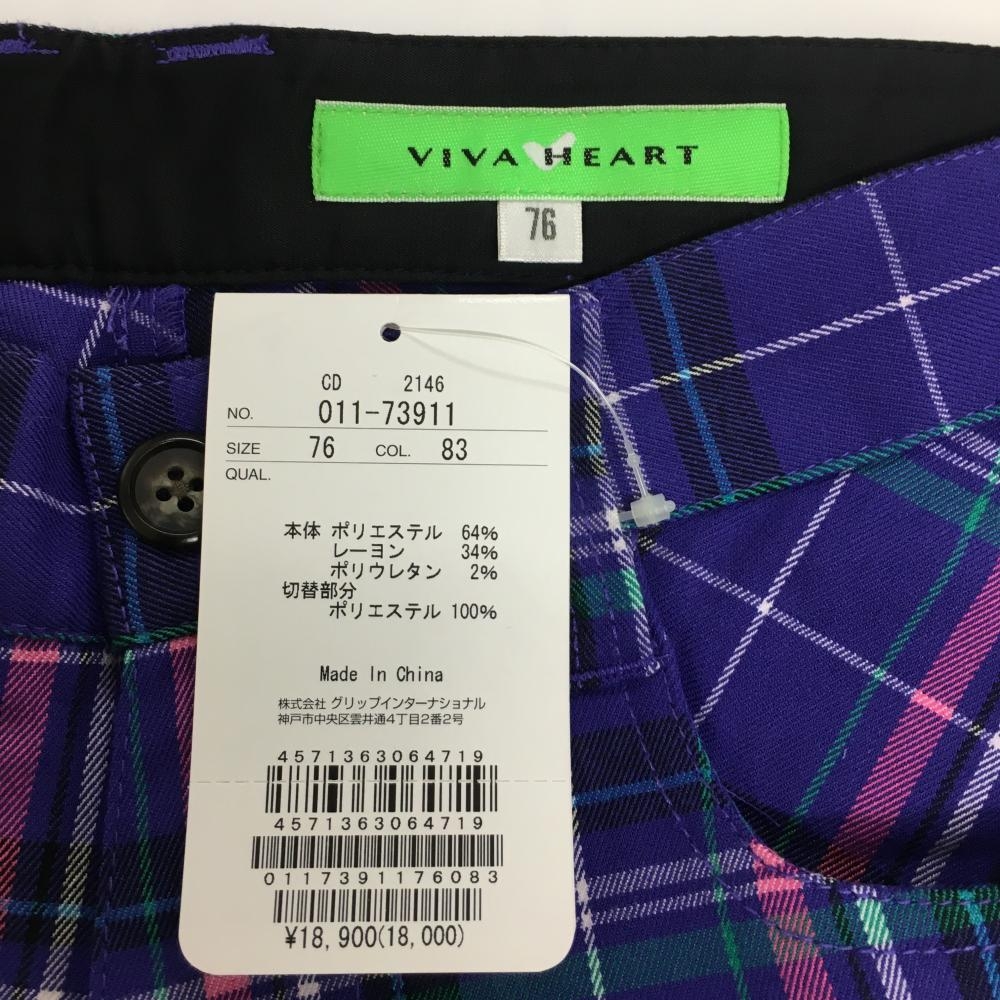 VIVA HEART
76
CD 2146
NO. 011-73911
SIZE 76 COL. 83
QUAL.
本体 ポリエステル 64%
レーヨン 34%
ポリウレタン 2%
切替部分
ポリエステル 100%
Made In China
株式会社 グリップインターナショナル
神戸市中央区雲井通4丁目2番2号
4571363064719
4571363064719
0117391176083
¥18,900(18,000)